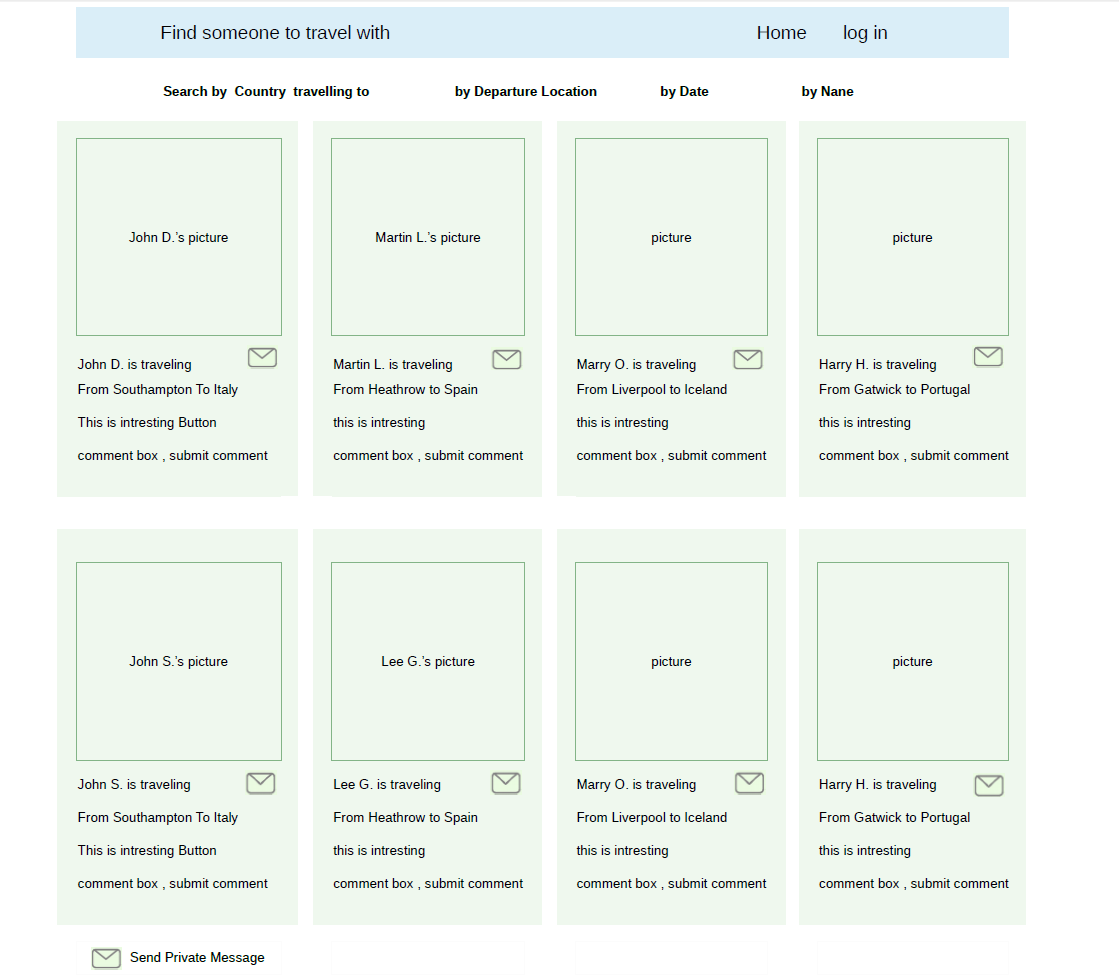 Find someone to travel with Home log in
Search by Country travelling to by Departure Location by Date by Nane
John D.'s picture Martin L.'s picture picture picture
John D. is traveling Martin L. is traveling Marry O. is traveling Harry H. is traveling
From Southampton To Italy From Heathrow to Spain From Liverpool to Iceland From Gatwick to Portugal
This is intresting Button this is intresting this is intresting this is intresting
comment box , submit comment comment box , submit comment comment box , submit comment comment box , submit comment
John S.'s picture Lee G.'s picture picture picture
John S. is traveling Lee G. is traveling Marry O. is traveling Harry H. is traveling
From Southampton To Italy From Heathrow to Spain From Liverpool to Iceland From Gatwick to Portugal
This is intresting Button this is intresting this is intresting this is intresting
comment box , submit comment comment box , submit comment comment box , submit comment comment box , submit comment
Send Private Message